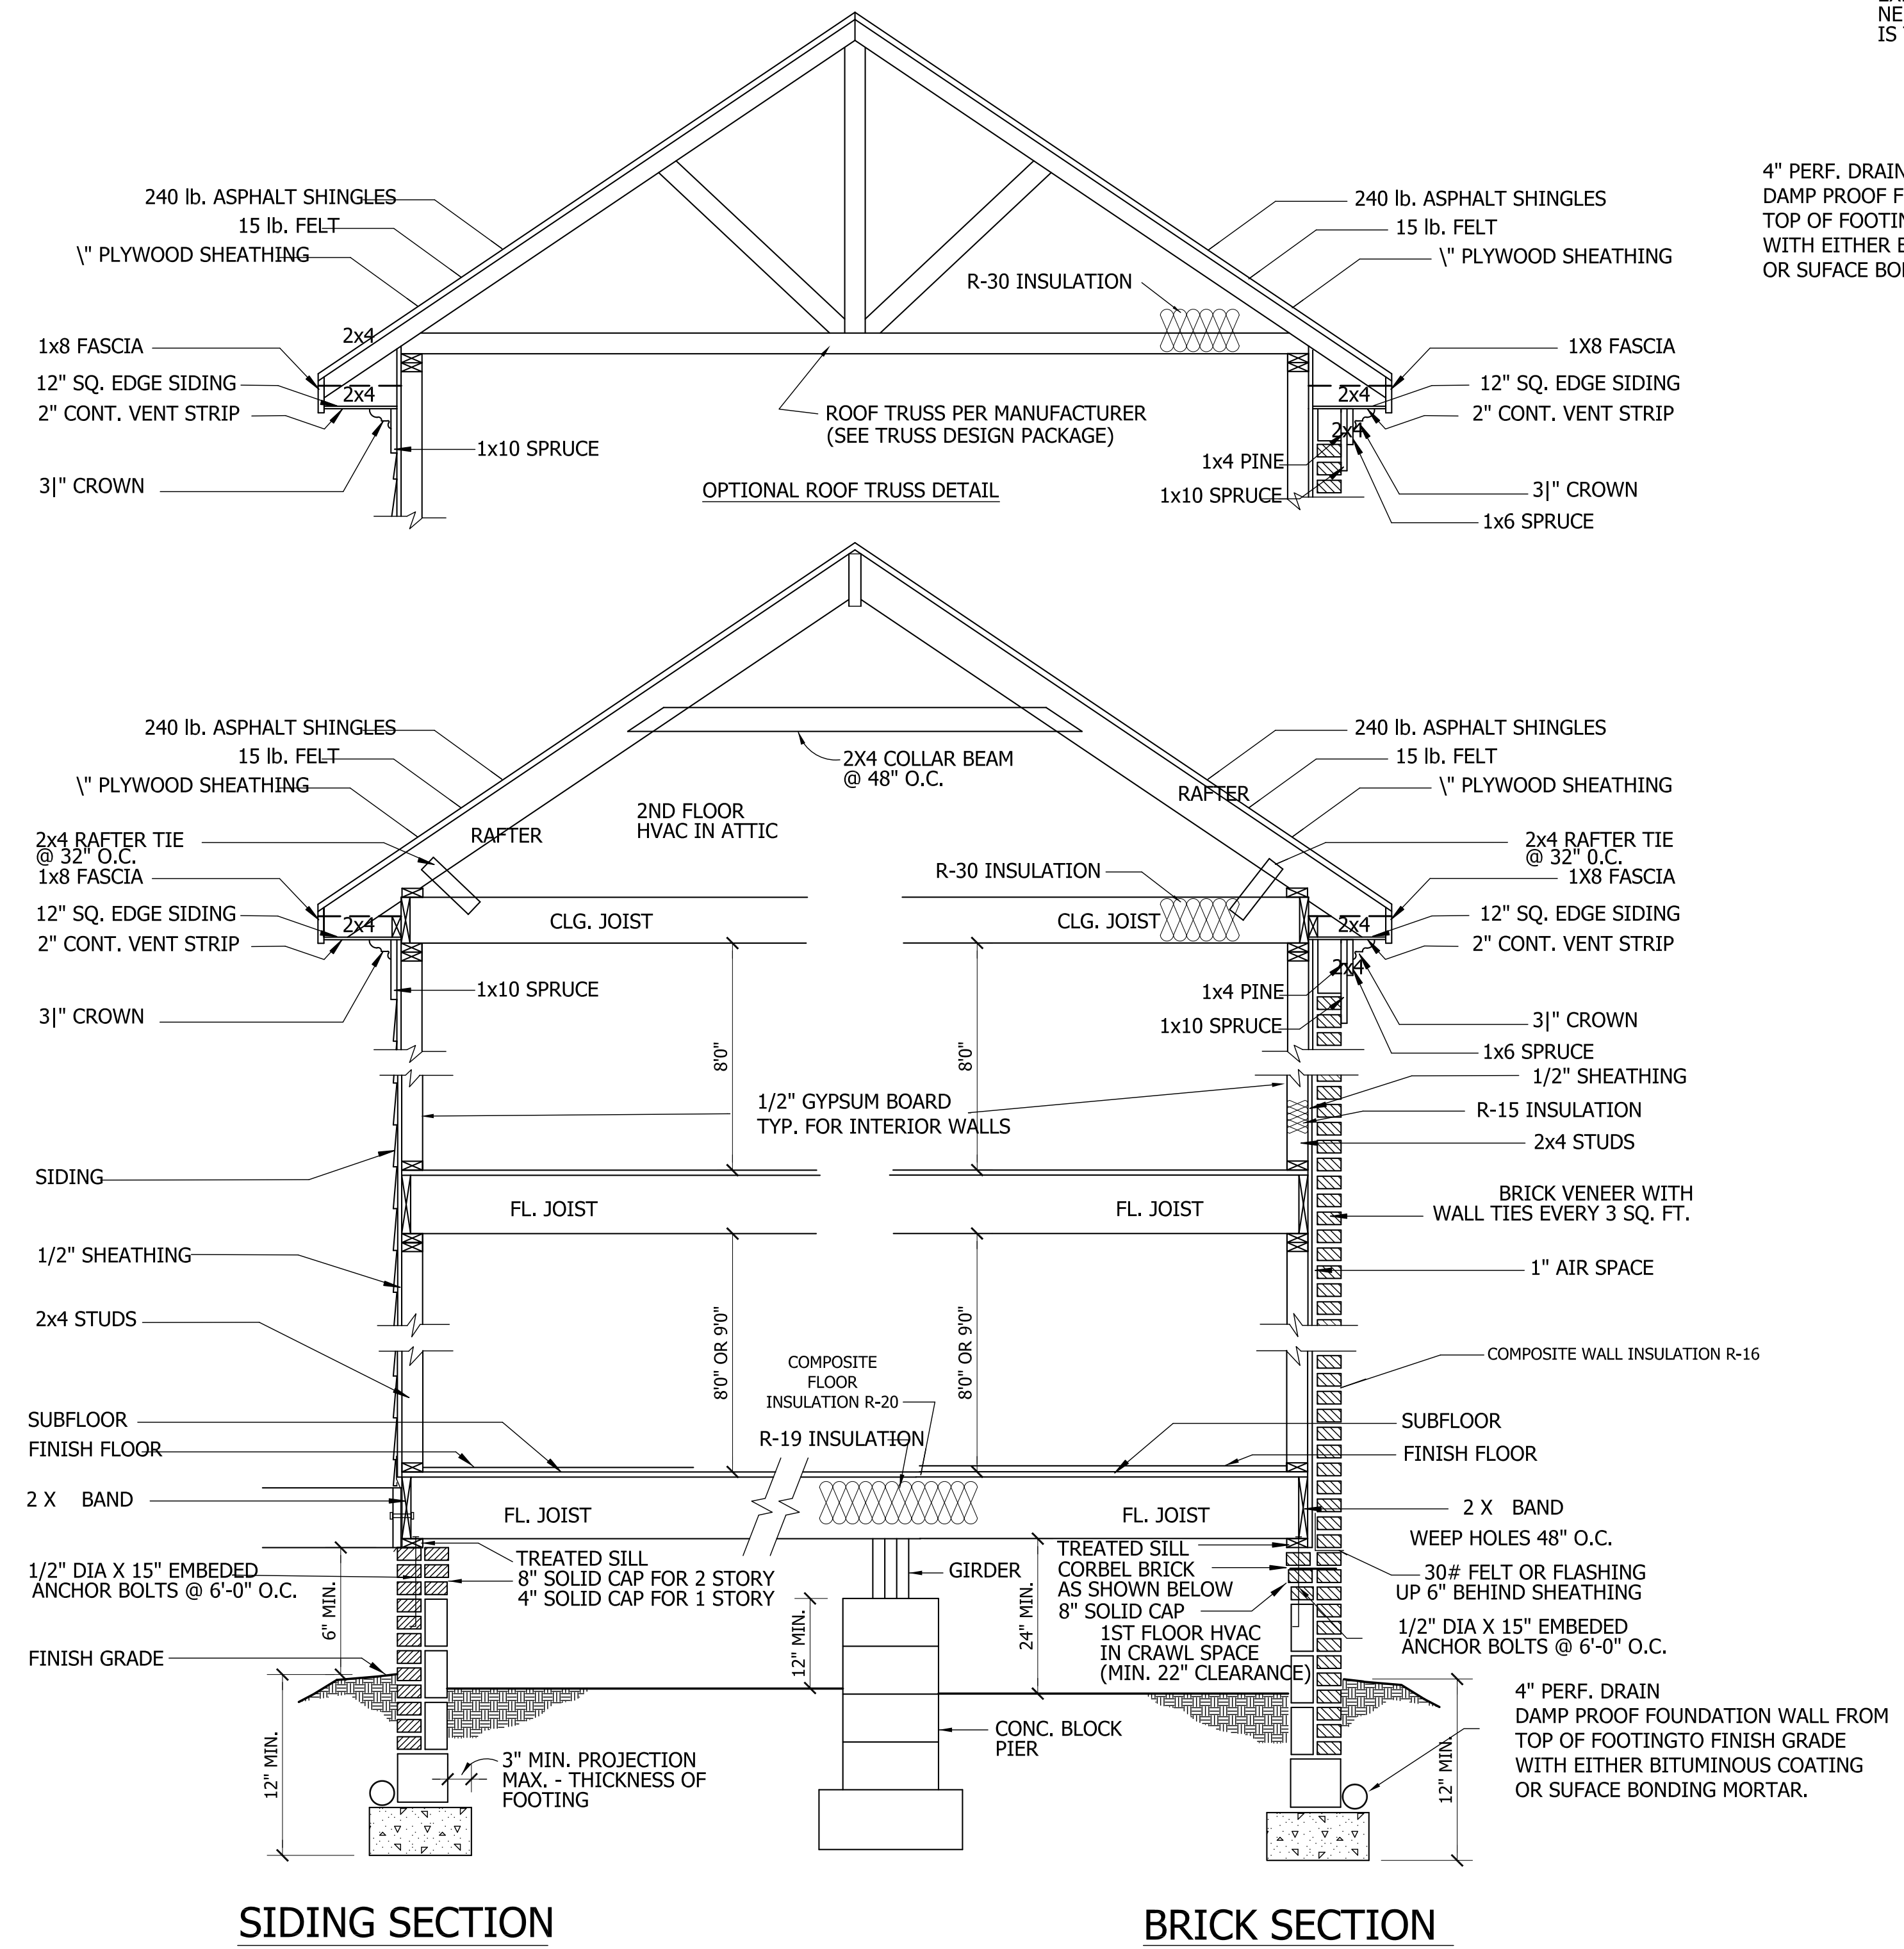 NE
IS
240 lb. ASPHALT SHINGLES
15 lb. FELT
\" PLYWOOD SHEATHING
2x4
1x8 FASCIA
12" SQ. EDGE SIDING
2x4
2" CONT. VENT STRIP
1x10 SPRUCE
3|" CROWN
R-30 INSULATION
ROOF TRUSS PER MANUFACTURER
(SEE TRUSS DESIGN PACKAGE)
OPTIONAL ROOF TRUSS DETAIL
240 lb. ASPHALT SHINGLES
15 lb. FELT
\" PLYWOOD SHEATHING
1X8 FASCIA
12" SQ. EDGE SIDING
2x4
2" CONT. VENT STRIP
2x4
1x4 PINE
1x10 SPRUCE
3|" CROWN
1x6 SPRUCE
4" PERF. DRAIN
DAMP PROOF F
TOP OF FOOTIN
WITH EITHER B
OR SUFACE BO
240 lb. ASPHALT SHINGLES
15 lb. FELT
\" PLYWOOD SHEATHING
2x4 RAFTER TIE
@ 32" O.C.
1x8 FASCIA
12" SQ. EDGE SIDING
2x4
2" CONT. VENT STRIP
1x10 SPRUCE
3|" CROWN
RAFTER
2ND FLOOR
HVAC IN ATTIC
2X4 COLLAR BEAM
@ 48" O.C.
RAFTER
R-30 INSULATION
CLG. JOIST
CLG. JOIST
240 lb. ASPHALT SHINGLES
15 lb. FELT
\" PLYWOOD SHEATHING
2x4 RAFTER TIE
@ 32" 0.C.
1X8 FASCIA
12" SQ. EDGE SIDING
2x4
2" CONT. VENT STRIP
2x4
1x4 PINE
1x10 SPRUCE
3|" CROWN
1x6 SPRUCE
1/2" SHEATHING
R-15 INSULATION
2x4 STUDS
8'0"
8'0"
1/2" GYPSUM BOARD
TYP. FOR INTERIOR WALLS
SIDING
FL. JOIST
FL. JOIST
BRICK VENEER WITH
WALL TIES EVERY 3 SQ. FT.
1/2" SHEATHING
1" AIR SPACE
2x4 STUDS
8'0" OR 9'0"
8'0" OR 9'0"
COMPOSITE
FLOOR
INSULATION R-20
R-19 INSULATION
COMPOSITE WALL INSULATION R-16
SUBFLOOR
FINISH FLOOR
SUBFLOOR
FINISH FLOOR
2 X BAND
FL. JOIST
FL. JOIST
2 X BAND
WEEP HOLES 48" O.C.
1/2" DIA X 15" EMBEDED
ANCHOR BOLTS @ 6'-0" O.C.
6" MIN.
TREATED SILL
8" SOLID CAP FOR 2 STORY
4" SOLID CAP FOR 1 STORY
GIRDER
12" MIN.
24" MIN.
TREATED SILL
CORBEL BRICK
AS SHOWN BELOW
8" SOLID CAP
1ST FLOOR HVAC
IN CRAWL SPACE
(MIN. 22" CLEARANCE)
30# FELT OR FLASHING
UP 6" BEHIND SHEATHING
1/2" DIA X 15" EMBEDED
ANCHOR BOLTS @ 6'-0" O.C.
FINISH GRADE
12" MIN.
3" MIN. PROJECTION
MAX. - THICKNESS OF
FOOTING
CONC. BLOCK
PIER
12" MIN.
4" PERF. DRAIN
DAMP PROOF FOUNDATION WALL FROM
TOP OF FOOTINGTO FINISH GRADE
WITH EITHER BITUMINOUS COATING
OR SUFACE BONDING MORTAR.
SIDING SECTION
BRICK SECTION